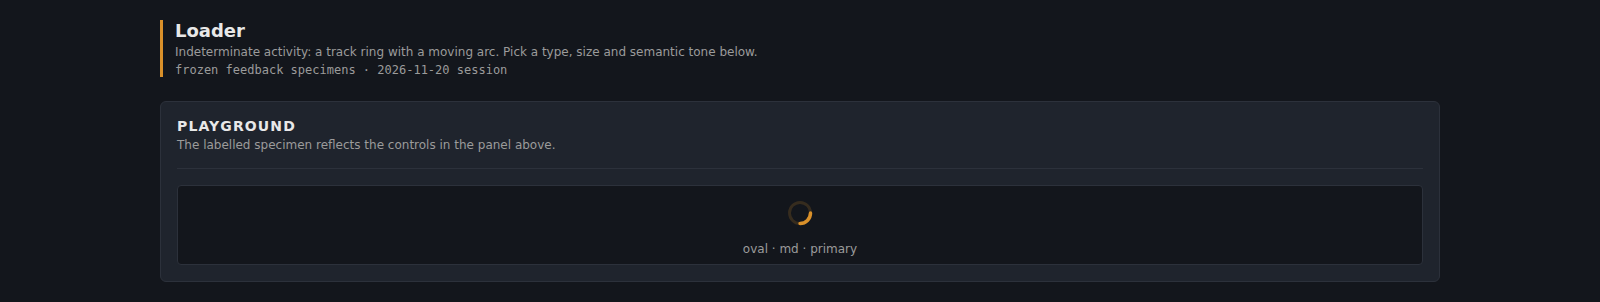 Loader
Indeterminate activity: a track ring with a moving arc. Pick a type, size and semantic tone below.
frozen feedback specimens · 2026-11-20 session
PLAYGROUND
The labelled specimen reflects the controls in the panel above.
oval · md · primary